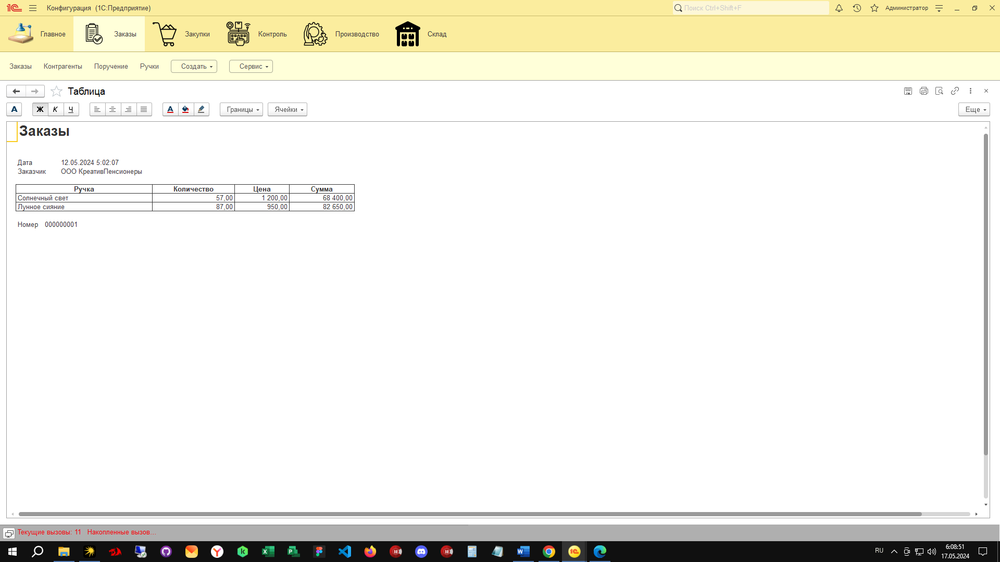 1С Конфигурация (1С:Предприятие) Поиск Ctrl+Shift+F Администратор
Главное Заказы Закупки Контроль Производство Склад
Заказы Контрагенты Поручение Ручки Создать Сервис
Таблица
А Ж К Ч А Границы Ячейки Еще
Заказы
Дата 12.05.2024 5:02:07
Заказчик ООО КреативПенсионеры
Ручка Количество Цена Сумма
Солнечный свет 57,00 1 200,00 68 400,00
Лунное сияние 87,00 950,00 82 650,00
Номер 000000001
Текущие вызовы: 11 Накопленные вызов...
RU 6:08:51
17.05.2024